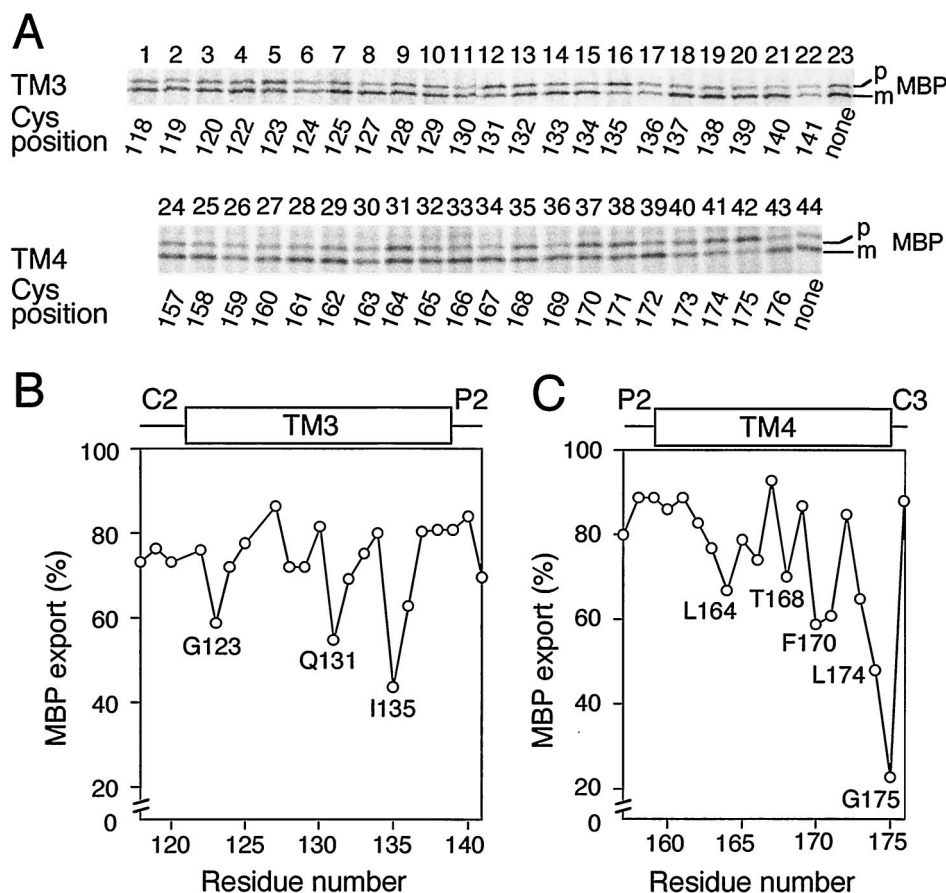 A
1 2 3 4 5 6 7 8 9 10 11 12 13 14 15 16 17 18 19 20 21 22 23
TM3
p
m
MBP
Cys
position
118 119 120 122 123 124 125 127 128 129 130 131 132 133 134 135 136 137 138 139 140 141 none
24 25 26 27 28 29 30 31 32 33 34 35 36 37 38 39 40 41 42 43 44
TM4
p
m
MBP
Cys
position
157 158 159 160 161 162 163 164 165 166 167 168 169 170 171 172 173 174 175 176 none
B
C2 TM3 P2
MBP export (%)
100
80
60
40
20
0
G123
Q131
I135
120 125 130 135 140
Residue number
C
P2 TM4 C3
MBP export (%)
100
80
60
40
20
0
L164
T168
F170
L174
G175
160 165 170 175
Residue number